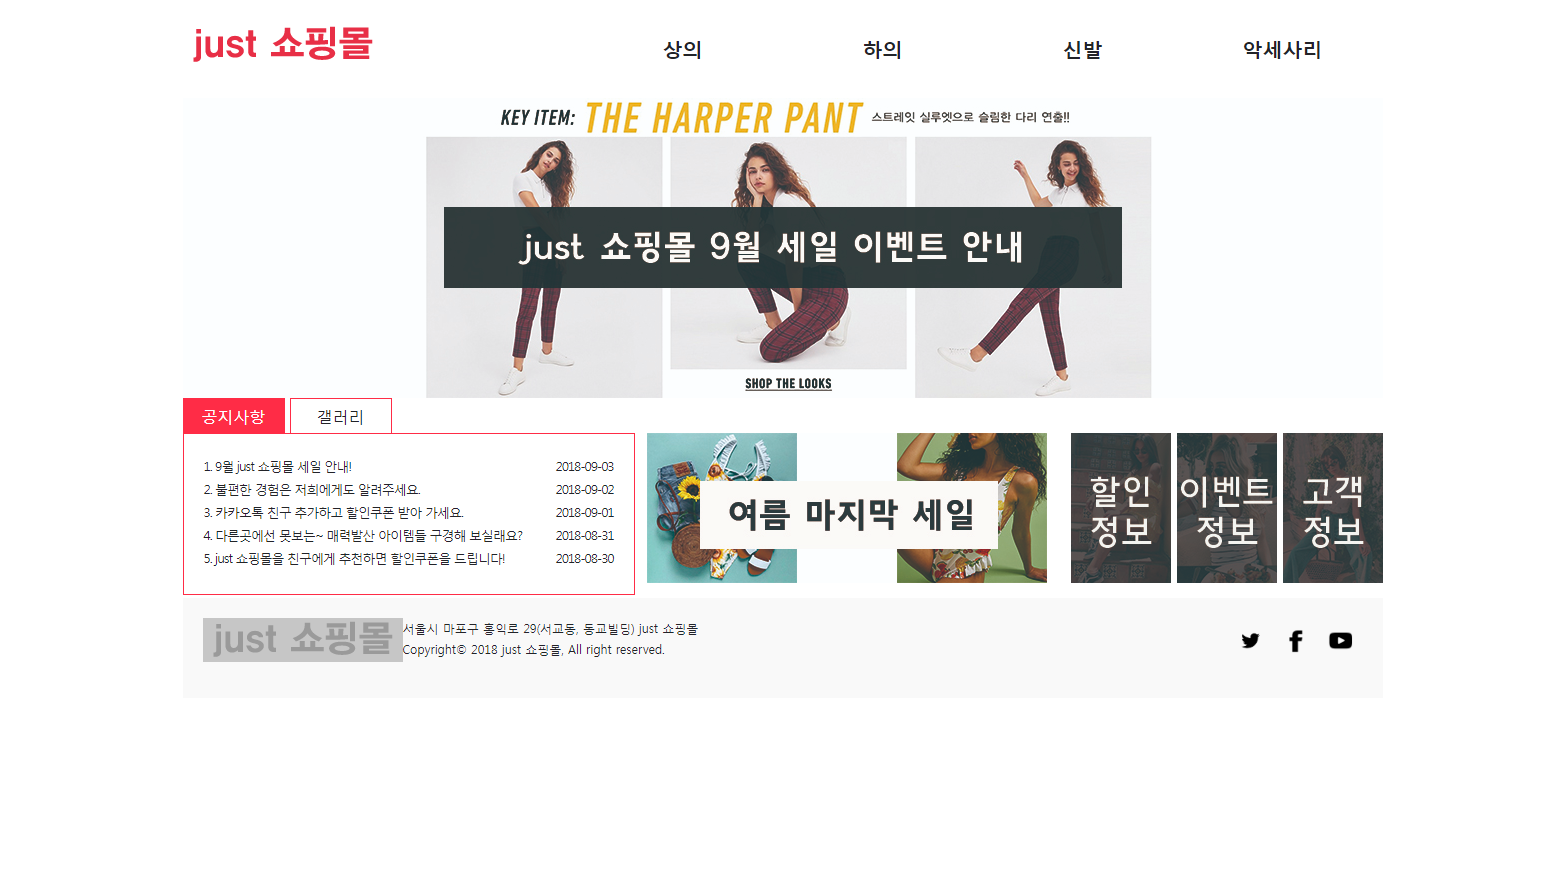 just 쇼핑몰
상의 하의 신발 악세사리
KEY ITEM: THE HARPER PANT 스트레잇 실루엣으로 슬림한 다리 연출!!
just 쇼핑몰 9월 세일 이벤트 안내
SHOP THE LOOKS
공지사항 갤러리
1. 9월 just 쇼핑몰 세일 안내! 2018-09-03
2. 불편한 경험은 저희에게도 알려주세요. 2018-09-02
3. 카카오톡 친구 추가하고 할인쿠폰 받아 가세요. 2018-09-01
4. 다른곳에선 못보는~ 매력발산 아이템들 구경해 보실래요? 2018-08-31
5. just 쇼핑몰을 친구에게 추천하면 할인쿠폰을 드립니다! 2018-08-30
여름 마지막 세일
할인
정보
이벤트
정보
고객
정보
just 쇼핑몰
서울시 마포구 홍익로 29(서교동, 동교빌딩) just 쇼핑몰
Copyright© 2018 just 쇼핑몰, All right reserved.